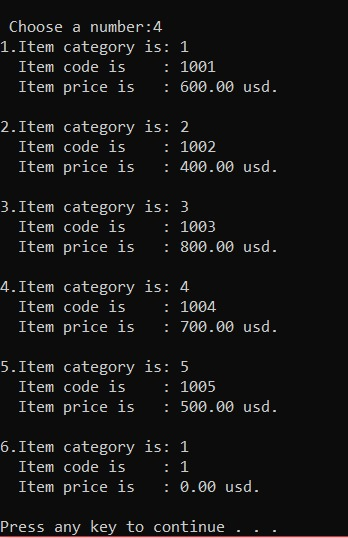 Choose a number:4
1.Item category is: 1
Item code is    : 1001
Item price is   : 600.00 usd.
2.Item category is: 2
Item code is    : 1002
Item price is   : 400.00 usd.
3.Item category is: 3
Item code is    : 1003
Item price is   : 800.00 usd.
4.Item category is: 4
Item code is    : 1004
Item price is   : 700.00 usd.
5.Item category is: 5
Item code is    : 1005
Item price is   : 500.00 usd.
6.Item category is: 1
Item code is    : 1
Item price is   : 0.00 usd.
Press any key to continue . . .